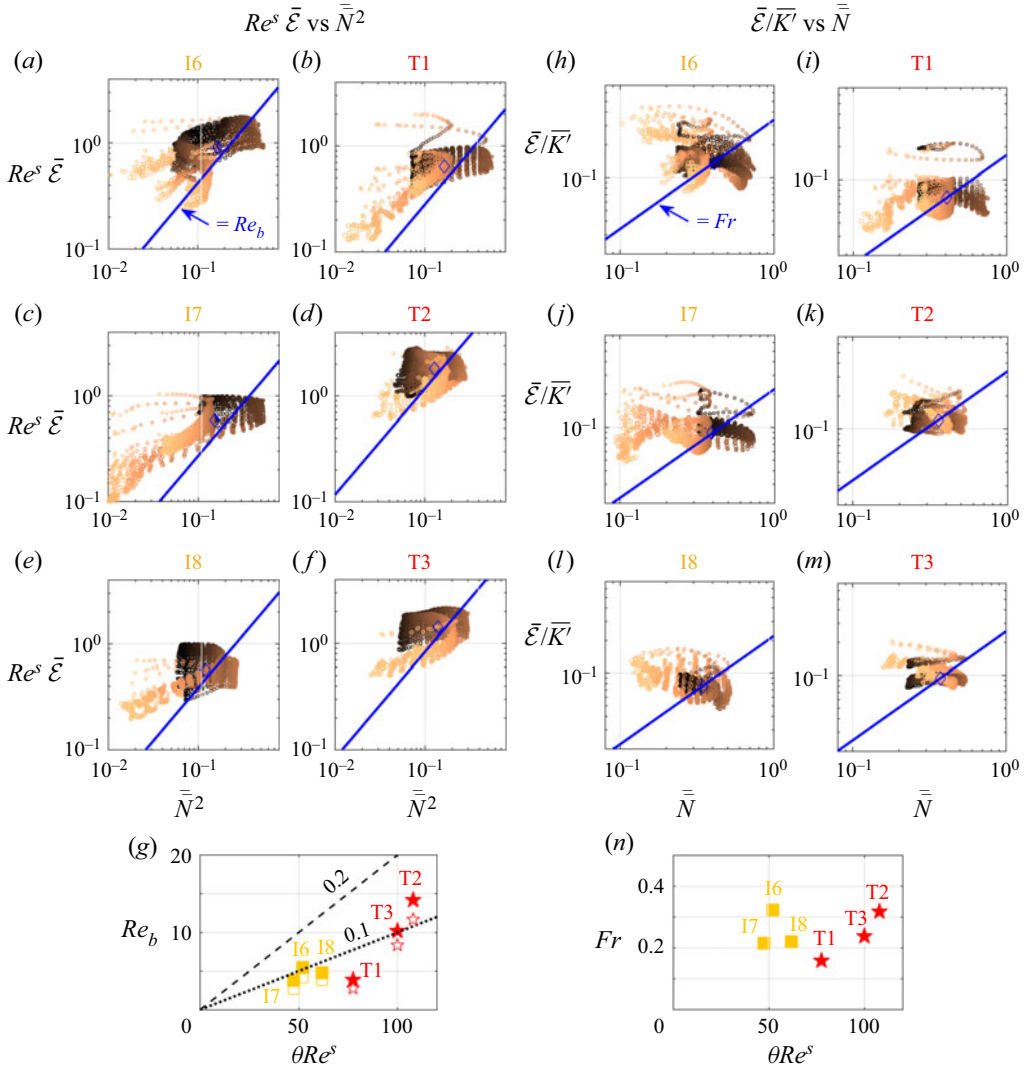 Re^s ℰ̄ vs N̿^2
ℰ̄/K̅′ vs N̿
(a) I6 (b) T1 (h) I6 (i) T1
10^0 10^0
Re^s ℰ̄ ℰ̄/K̅′
10^−1 10^−1
= Re_b = Fr
10^−1 10^−1
10^−2 10^−1 10^−2 10^−1 10^−1 10^0 10^−1 10^0
(c) I7 (d) T2 (j) I7 (k) T2
10^0 10^0
Re^s ℰ̄ ℰ̄/K̅′
10^−1 10^−1
10^−1 10^−1
10^−2 10^−1 10^−2 10^−1 10^−1 10^0 10^−1 10^0
(e) I8 (f) T3 (l) I8 (m) T3
10^0 10^0
Re^s ℰ̄ ℰ̄/K̅′
10^−1 10^−1
10^−1 10^−1
10^−2 10^−1 10^−2 10^−1 10^−1 10^0 10^−1 10^0
N̿^2 N̿^2 N̿ N̿
(g) (n)
20
0.2 T2
0.4 I6 T2
Re_b 10 T3 0.1
I6 I8 T1
I7
Fr 0.2 I7 I8 T3
T1
0 50 100 0 50 100
θRe^s θRe^s